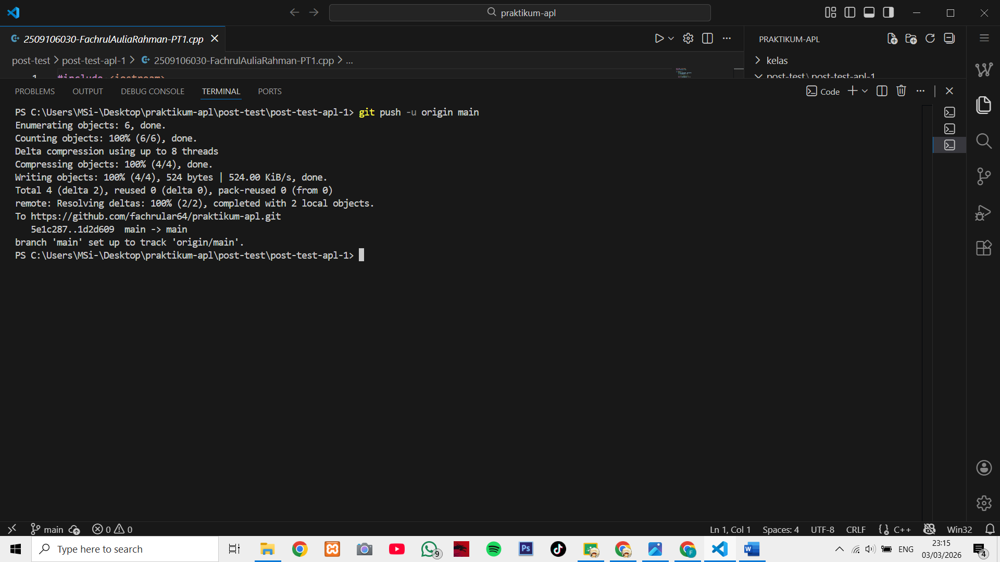 praktikum-apl
2509106030-FachrulAuliaRahman-PT1.cpp
PRAKTIKUM-APL
post-test > post-test-apl-1 > 2509106030-FachrulAuliaRahman-PT1.cpp > ...
kelas
1 #include <iostream>
post-test\post-test-apl-1
PROBLEMS OUTPUT DEBUG CONSOLE TERMINAL PORTS
Code
PS C:\Users\MSi-\Desktop\praktikum-apl\post-test\post-test-apl-1> git push -u origin main
Enumerating objects: 6, done.
Counting objects: 100% (6/6), done.
Delta compression using up to 8 threads
Compressing objects: 100% (4/4), done.
Writing objects: 100% (4/4), 524 bytes | 524.00 KiB/s, done.
Total 4 (delta 2), reused 0 (delta 0), pack-reused 0 (from 0)
remote: Resolving deltas: 100% (2/2), completed with 2 local objects.
To https://github.com/fachrular64/praktikum-apl.git
   5e1c287..1d2d609  main -> main
branch 'main' set up to track 'origin/main'.
PS C:\Users\MSi-\Desktop\praktikum-apl\post-test\post-test-apl-1>
main 0 0
Ln 1, Col 1 Spaces: 4 UTF-8 CRLF {} C++ Win32
Type here to search
9
Ps
F
W
ENG
23:15
03/03/2026
4